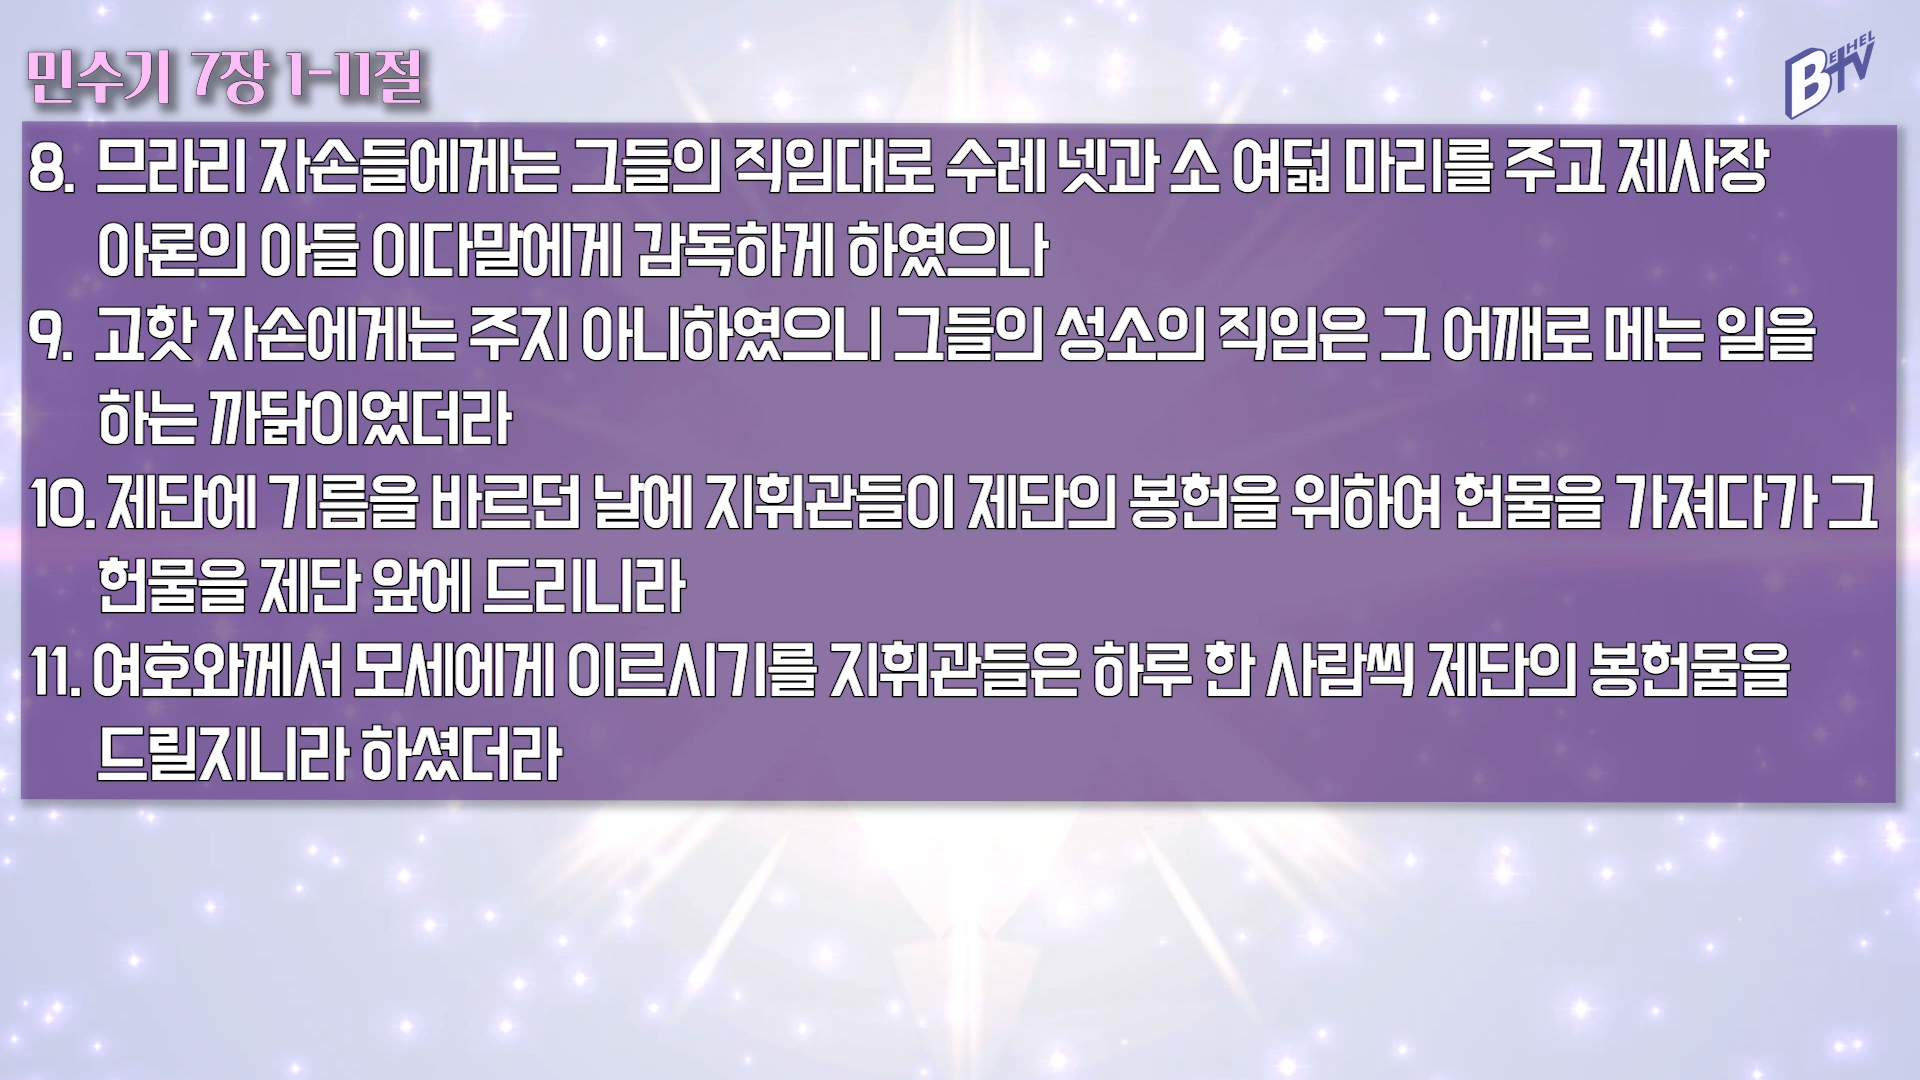 민수기 7장 1-11절
BETHEL TV
8. 므라리 자손들에게는 그들의 직임대로 수레 넷과 소 여덟 마리를 주고 제사장
아론의 아들 이다말에게 감독하게 하였으나
9. 고핫 자손에게는 주지 아니하였으니 그들의 성소의 직임은 그 어깨로 메는 일을
하는 까닭이었더라
10. 제단에 기름을 바르던 날에 지휘관들이 제단의 봉헌을 위하여 헌물을 가져다가 그
헌물을 제단 앞에 드리니라
11. 여호와께서 모세에게 이르시기를 지휘관들은 하루 한 사람씩 제단의 봉헌물을
드릴지니라 하셨더라